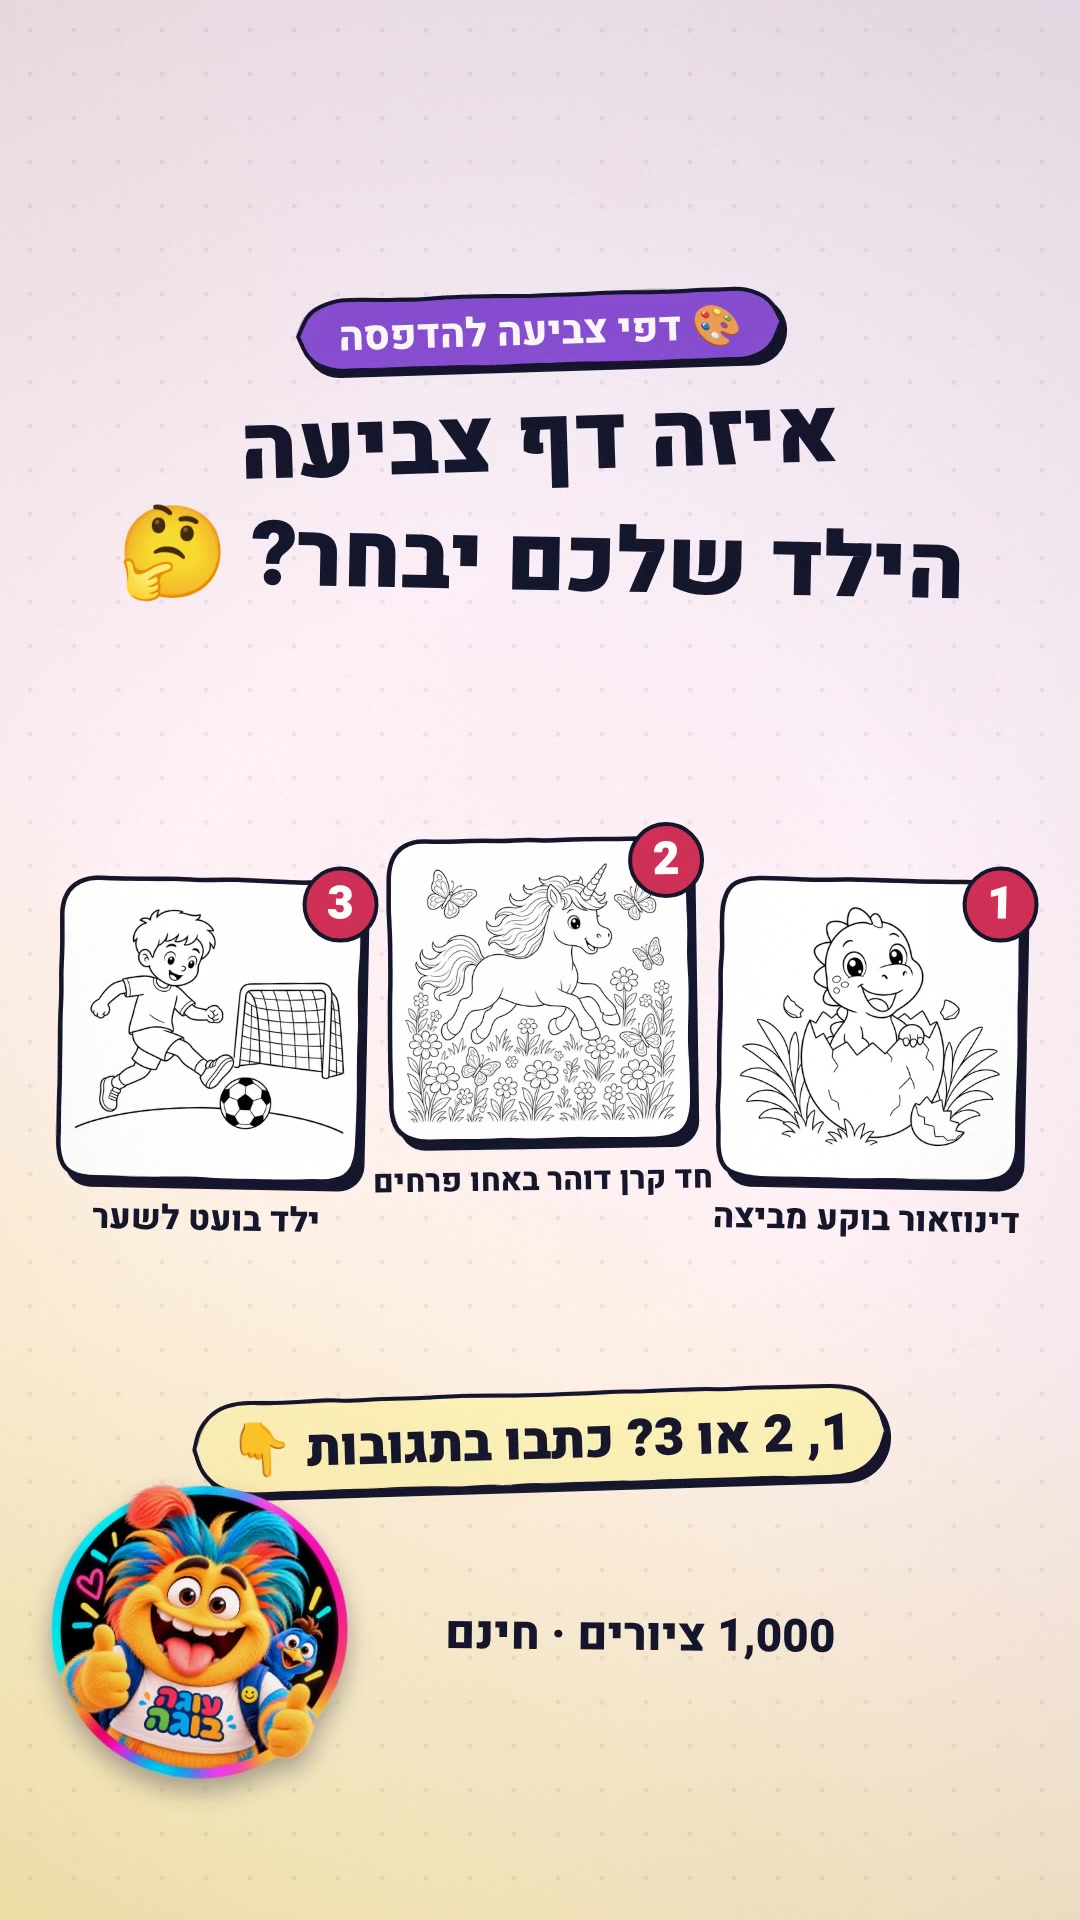 🎨 דפי צביעה להדפסה
איזה דף צביעה
הילד שלכם יבחר? 🤔
1
2
3
דינוזאור בוקע מביצה
חד קרן דוהר באחו פרחים
ילד בועט לשער
1, 2 או 3? כתבו בתגובות 👇
עוגה
בוגה
1,000 ציורים · חינם